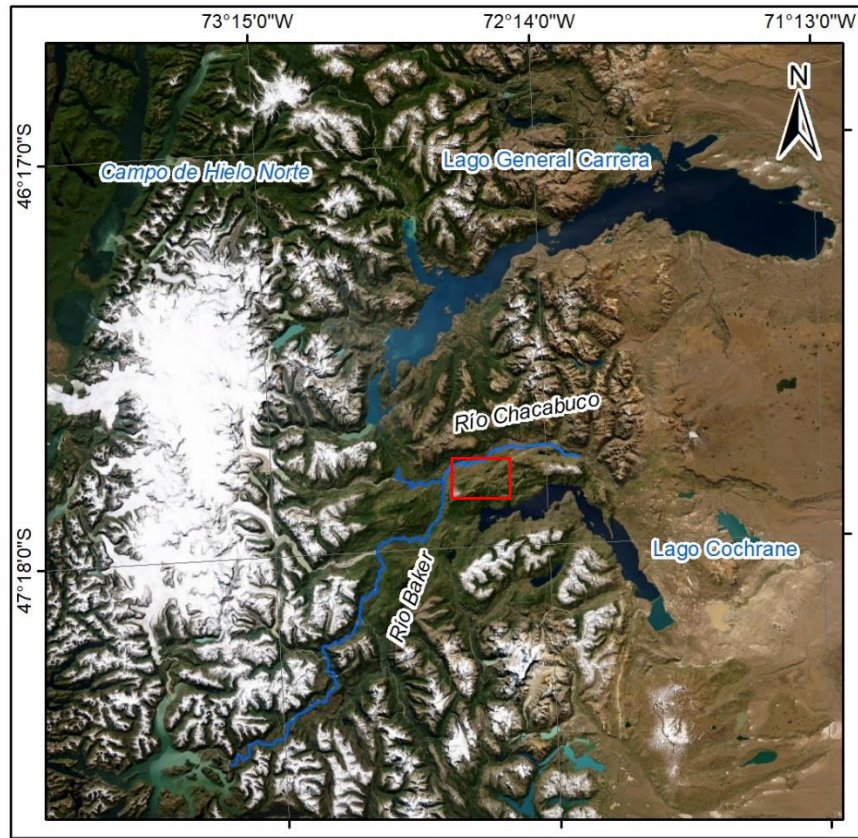 73°15'0"W
72°14'0"W
71°13'0"W
N
46°17'0"S
Campo de Hielo Norte
Lago General Carrera
Río Chacabuco
Lago Cochrane
47°18'0"S
Río Baker